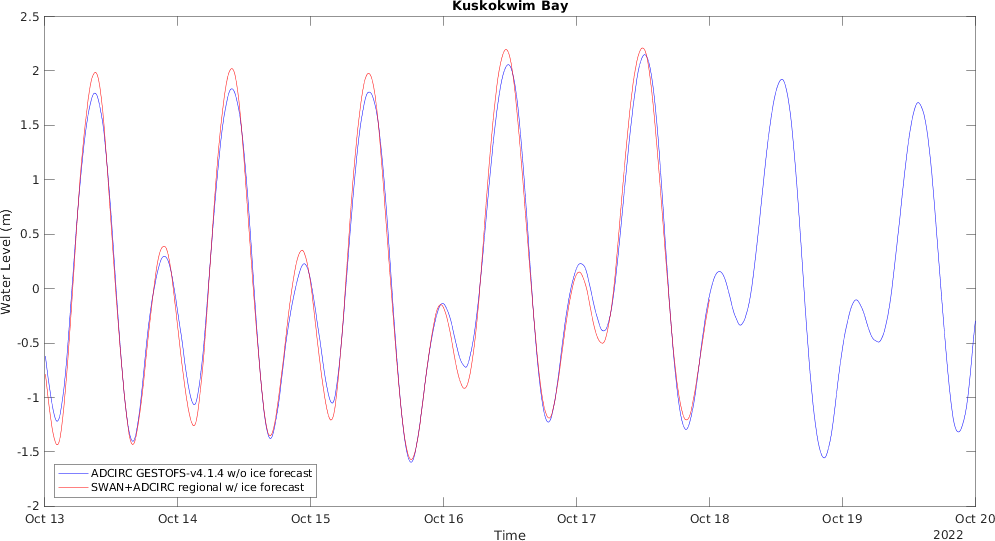 Kuskokwim Bay
2.5
2
1.5
1
0.5
0
-0.5
-1
-1.5
-2
Water Level (m)
ADCIRC GESTOFS-v4.1.4 w/o ice forecast
SWAN+ADCIRC regional w/ ice forecast
Oct 13 Oct 14 Oct 15 Oct 16 Oct 17 Oct 18 Oct 19 Oct 20
Time
2022